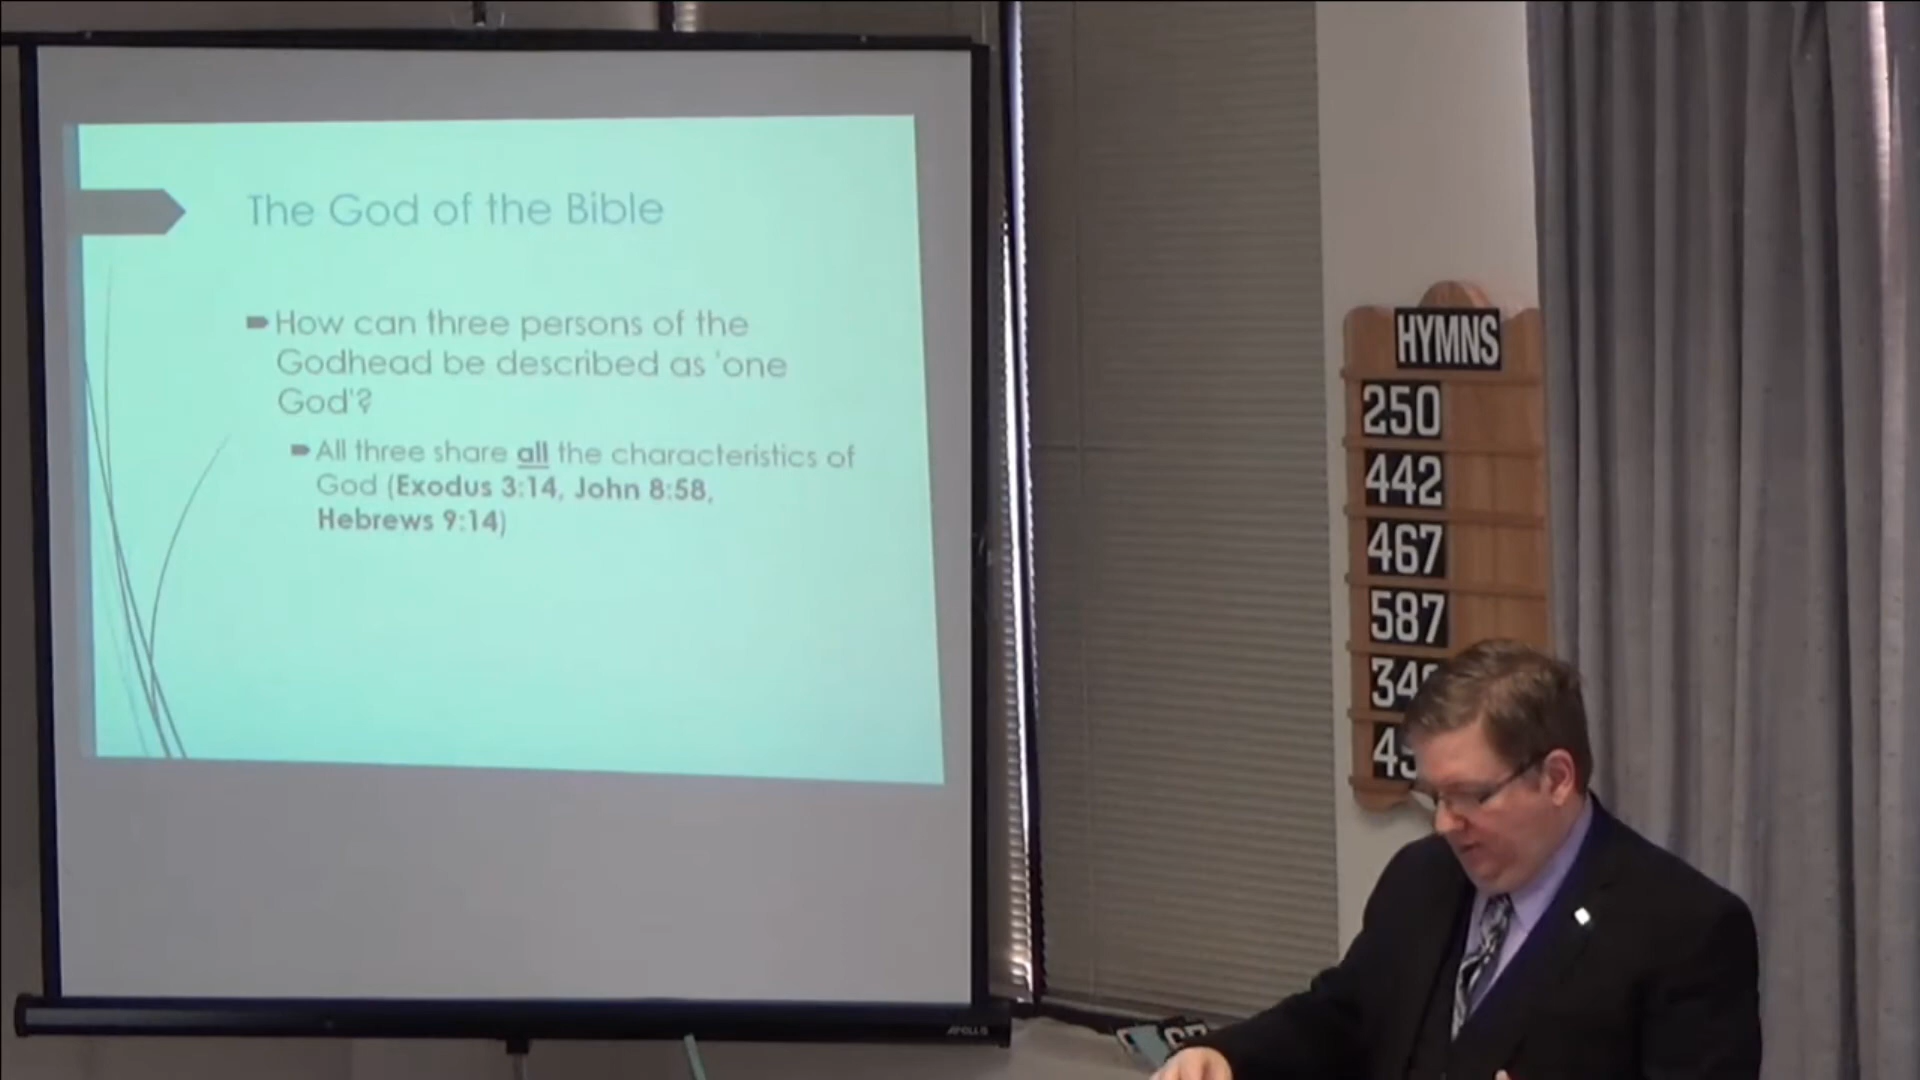 The God of the Bible
How can three persons of the
Godhead be described as 'one
God'?
All three share all the characteristics of
God (Exodus 3:14, John 8:58,
Hebrews 9:14)
APOLLO
HYMNS
250
442
467
587